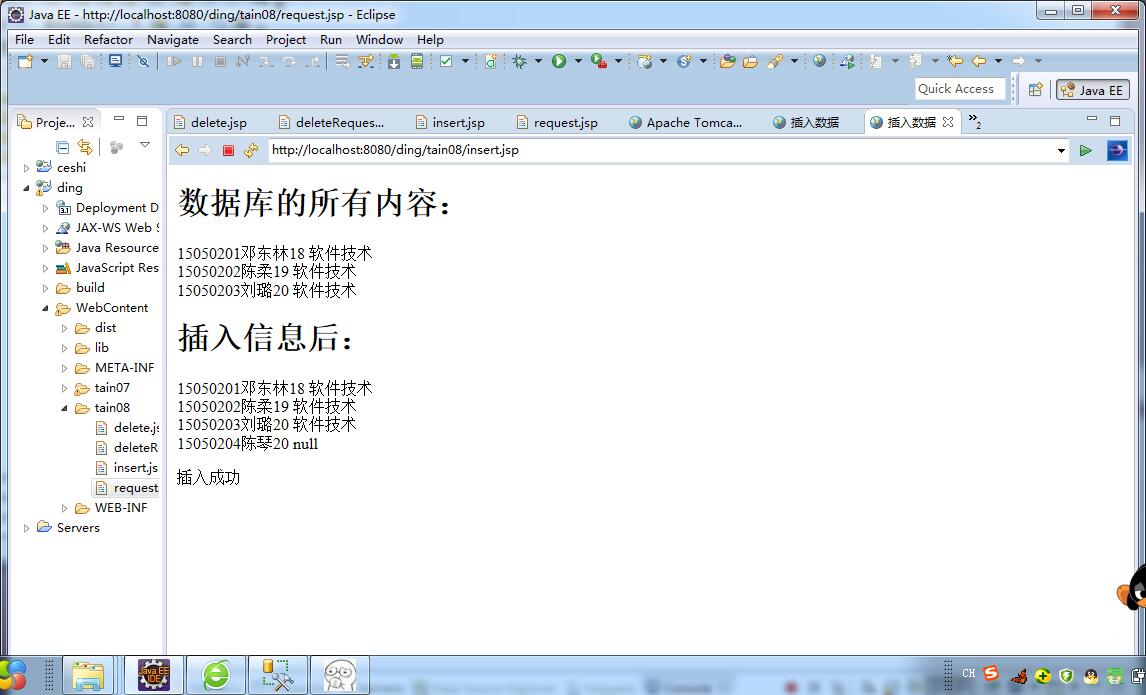 Java EE - http://localhost:8080/ding/tain08/request.jsp - Eclipse
File Edit Refactor Navigate Search Project Run Window Help
Quick Access
Java EE
Proje...
delete.jsp
deleteReques...
insert.jsp
request.jsp
Apache Tomca...
插入数据
插入数据
»2
http://localhost:8080/ding/tain08/insert.jsp
ceshi
ding
Deployment D
JAX-WS Web S
Java Resource
JavaScript Res
build
WebContent
dist
lib
META-INF
tain07
tain08
delete.js
deleteR
insert.js
request
WEB-INF
Servers
数据库的所有内容：
15050201邓东林18 软件技术
15050202陈柔19 软件技术
15050203刘璐20 软件技术
插入信息后：
15050201邓东林18 软件技术
15050202陈柔19 软件技术
15050203刘璐20 软件技术
15050204陈琴20 null
插入成功
Java EE
IDE
CH